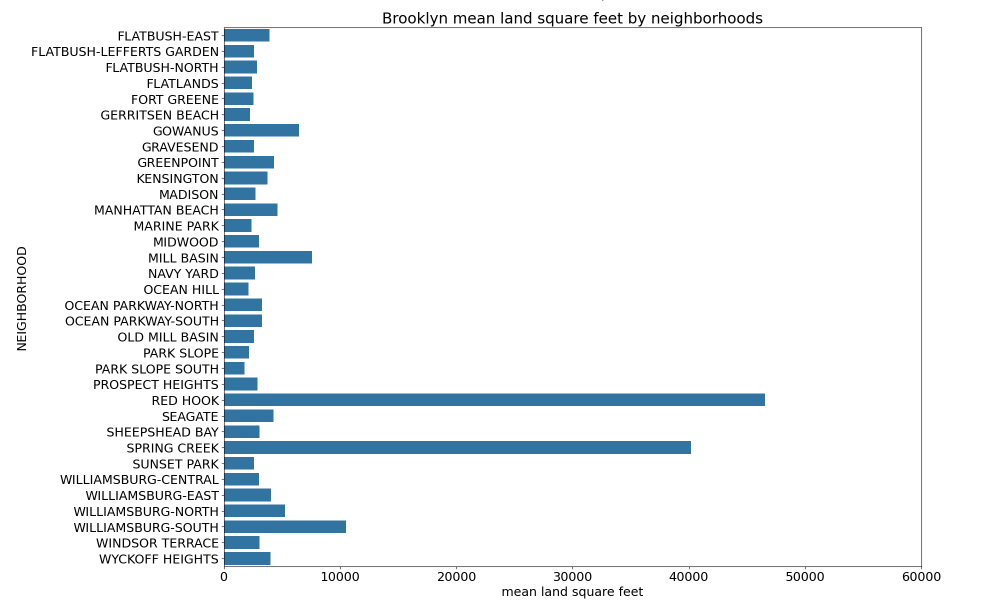 Brooklyn mean land square feet by neighborhoods
FLATBUSH-EAST
FLATBUSH-LEFFERTS GARDEN
FLATBUSH-NORTH
FLATLANDS
FORT GREENE
GERRITSEN BEACH
GOWANUS
GRAVESEND
GREENPOINT
KENSINGTON
MADISON
MANHATTAN BEACH
MARINE PARK
MIDWOOD
MILL BASIN
NAVY YARD
OCEAN HILL
OCEAN PARKWAY-NORTH
OCEAN PARKWAY-SOUTH
OLD MILL BASIN
PARK SLOPE
PARK SLOPE SOUTH
PROSPECT HEIGHTS
RED HOOK
SEAGATE
SHEEPSHEAD BAY
SPRING CREEK
SUNSET PARK
WILLIAMSBURG-CENTRAL
WILLIAMSBURG-EAST
WILLIAMSBURG-NORTH
WILLIAMSBURG-SOUTH
WINDSOR TERRACE
WYCKOFF HEIGHTS
NEIGHBORHOOD
0 10000 20000 30000 40000 50000 60000
mean land square feet